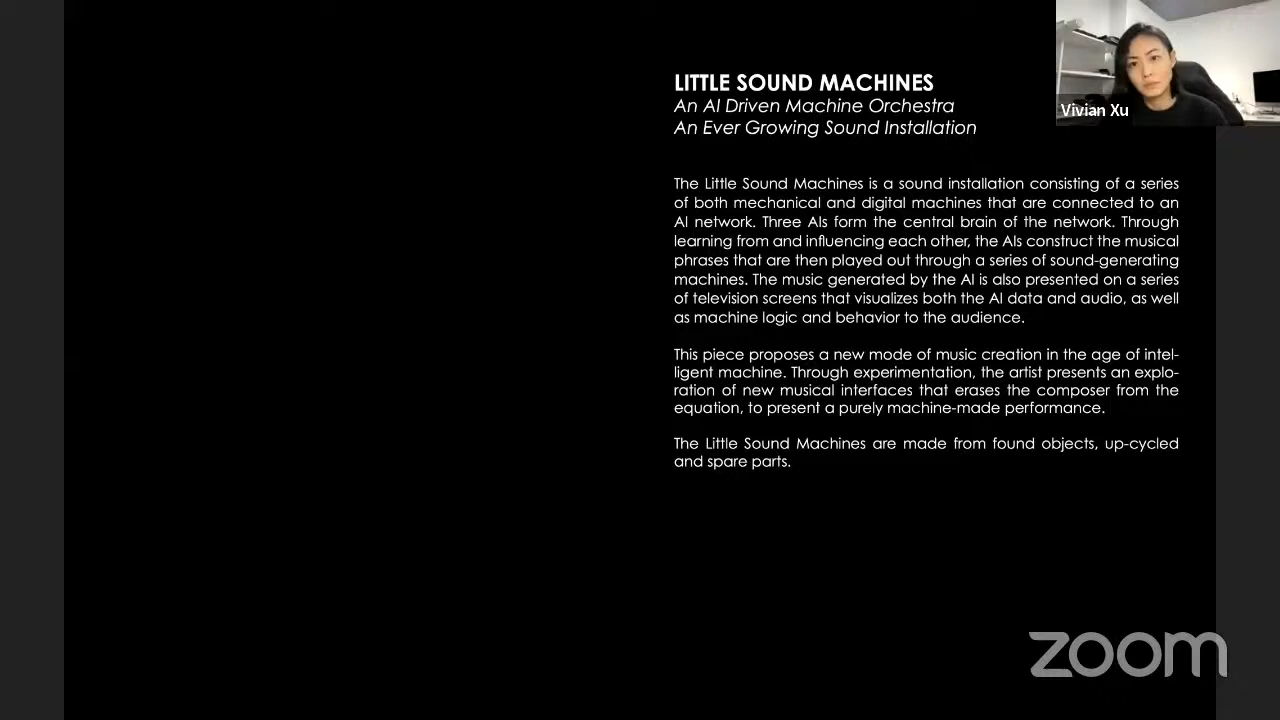 LITTLE SOUND MACHINES
An AI Driven Machine Orchestra
An Ever Growing Sound Installation
Vivian Xu
The Little Sound Machines is a sound installation consisting of a series
of both mechanical and digital machines that are connected to an
AI network. Three AIs form the central brain of the network. Through
learning from and influencing each other, the AIs construct the musical
phrases that are then played out through a series of sound-generating
machines. The music generated by the AI is also presented on a series
of television screens that visualizes both the AI data and audio, as well
as machine logic and behavior to the audience.
This piece proposes a new mode of music creation in the age of intel-
ligent machine. Through experimentation, the artist presents an explo-
ration of new musical interfaces that erases the composer from the
equation, to present a purely machine-made performance.
The Little Sound Machines are made from found objects, up-cycled
and spare parts.
zoom